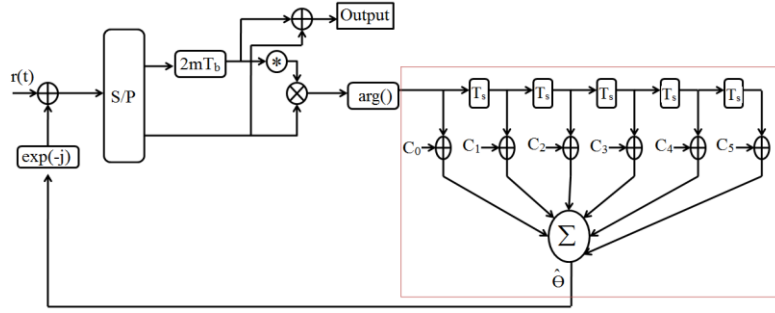 Output
r(t)
S/P
2mT_b
*
arg()
T_s T_s T_s T_s T_s
C_0 C_1 C_2 C_3 C_4 C_5
exp(-j)
Σ
Θ̂